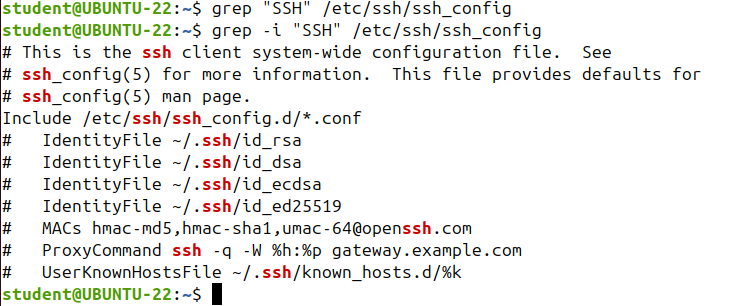 student@UBUNTU-22:~$ grep "SSH" /etc/ssh/ssh_config
student@UBUNTU-22:~$ grep -i "SSH" /etc/ssh/ssh_config
# This is the ssh client system-wide configuration file.  See
# ssh_config(5) for more information.  This file provides defaults for
# ssh_config(5) man page.
Include /etc/ssh/ssh_config.d/*.conf
#   IdentityFile ~/.ssh/id_rsa
#   IdentityFile ~/.ssh/id_dsa
#   IdentityFile ~/.ssh/id_ecdsa
#   IdentityFile ~/.ssh/id_ed25519
#   MACs hmac-md5,hmac-sha1,umac-64@openssh.com
#   ProxyCommand ssh -q -W %h:%p gateway.example.com
#   UserKnownHostsFile ~/.ssh/known_hosts.d/%k
student@UBUNTU-22:~$